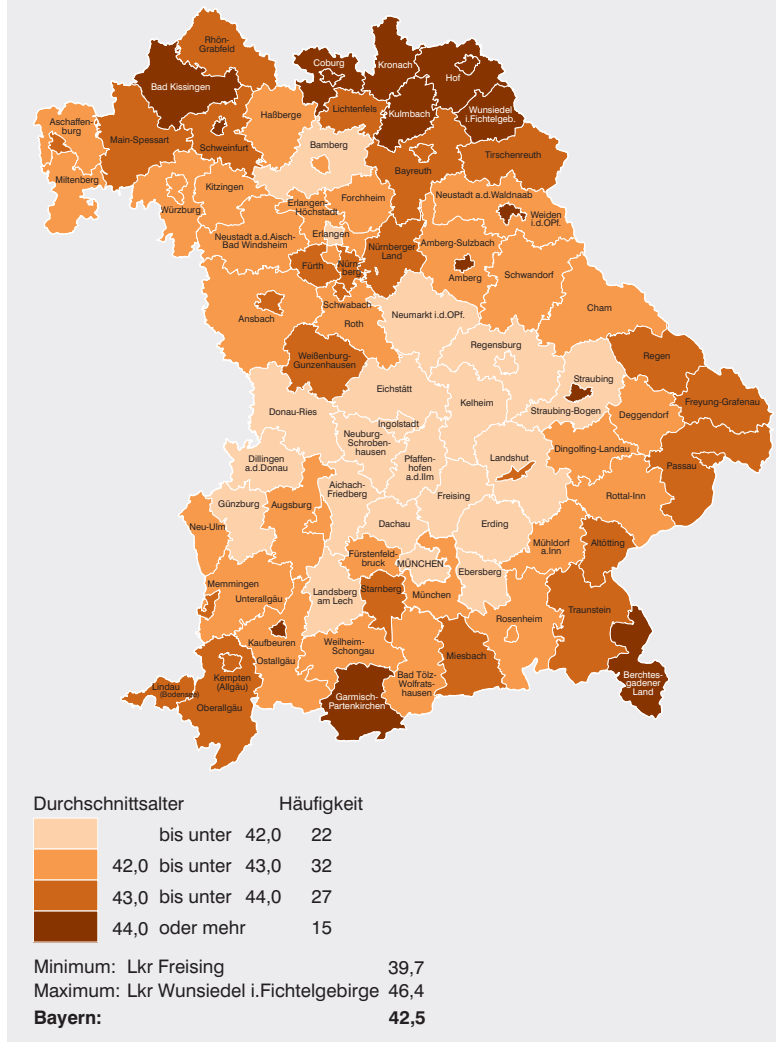 Rhön-
Grabfeld
Coburg
Kronach
Hof
Bad Kissingen
Lichtenfels
Kulmbach
Wunsiedel
i.Fichtelgeb.
Aschaffen-
burg
Haßberge
Main-Spessart
Schweinfurt
Bamberg
Bayreuth
Tirschenreuth
Miltenberg
Kitzingen
Würzburg
Erlangen-
Höchstadt
Forchheim
Neustadt a.d.Waldnaab
Weiden
i.d.OPf.
Neustadt a.d.Aisch-
Bad Windsheim
Erlangen
Fürth
Nürn-
berg
Nürnberger
Land
Amberg-Sulzbach
Amberg
Schwandorf
Ansbach
Schwabach
Roth
Neumarkt i.d.OPf.
Cham
Weißenburg-
Gunzenhausen
Regensburg
Regen
Straubing
Freyung-Grafenau
Eichstätt
Kelheim
Straubing-Bogen
Deggendorf
Donau-Ries
Ingolstadt
Neuburg-
Schroben-
hausen
Pfaffen-
hofen
a.d.Ilm
Landshut
Dingolfing-Landau
Passau
Dillingen
a.d.Donau
Aichach-
Friedberg
Freising
Rottal-Inn
Günzburg
Augsburg
Neu-Ulm
Dachau
Erding
Mühldorf
a.Inn
Altötting
Fürstenfeld-
bruck
MÜNCHEN
Ebersberg
Memmingen
Unterallgäu
Landsberg
am Lech
Starnberg
München
Rosenheim
Traunstein
Kaufbeuren
Ostallgäu
Weilheim-
Schongau
Miesbach
Bad Tölz-
Wolfrats-
hausen
Lindau
(Bodensee)
Kempten
(Allgäu)
Oberallgäu
Garmisch-
Partenkirchen
Berchtes-
gadener
Land
Durchschnittsalter Häufigkeit
bis unter 42,0 22
42,0 bis unter 43,0 32
43,0 bis unter 44,0 27
44,0 oder mehr 15
Minimum: Lkr Freising 39,7
Maximum: Lkr Wunsiedel i.Fichtelgebirge 46,4
Bayern: 42,5